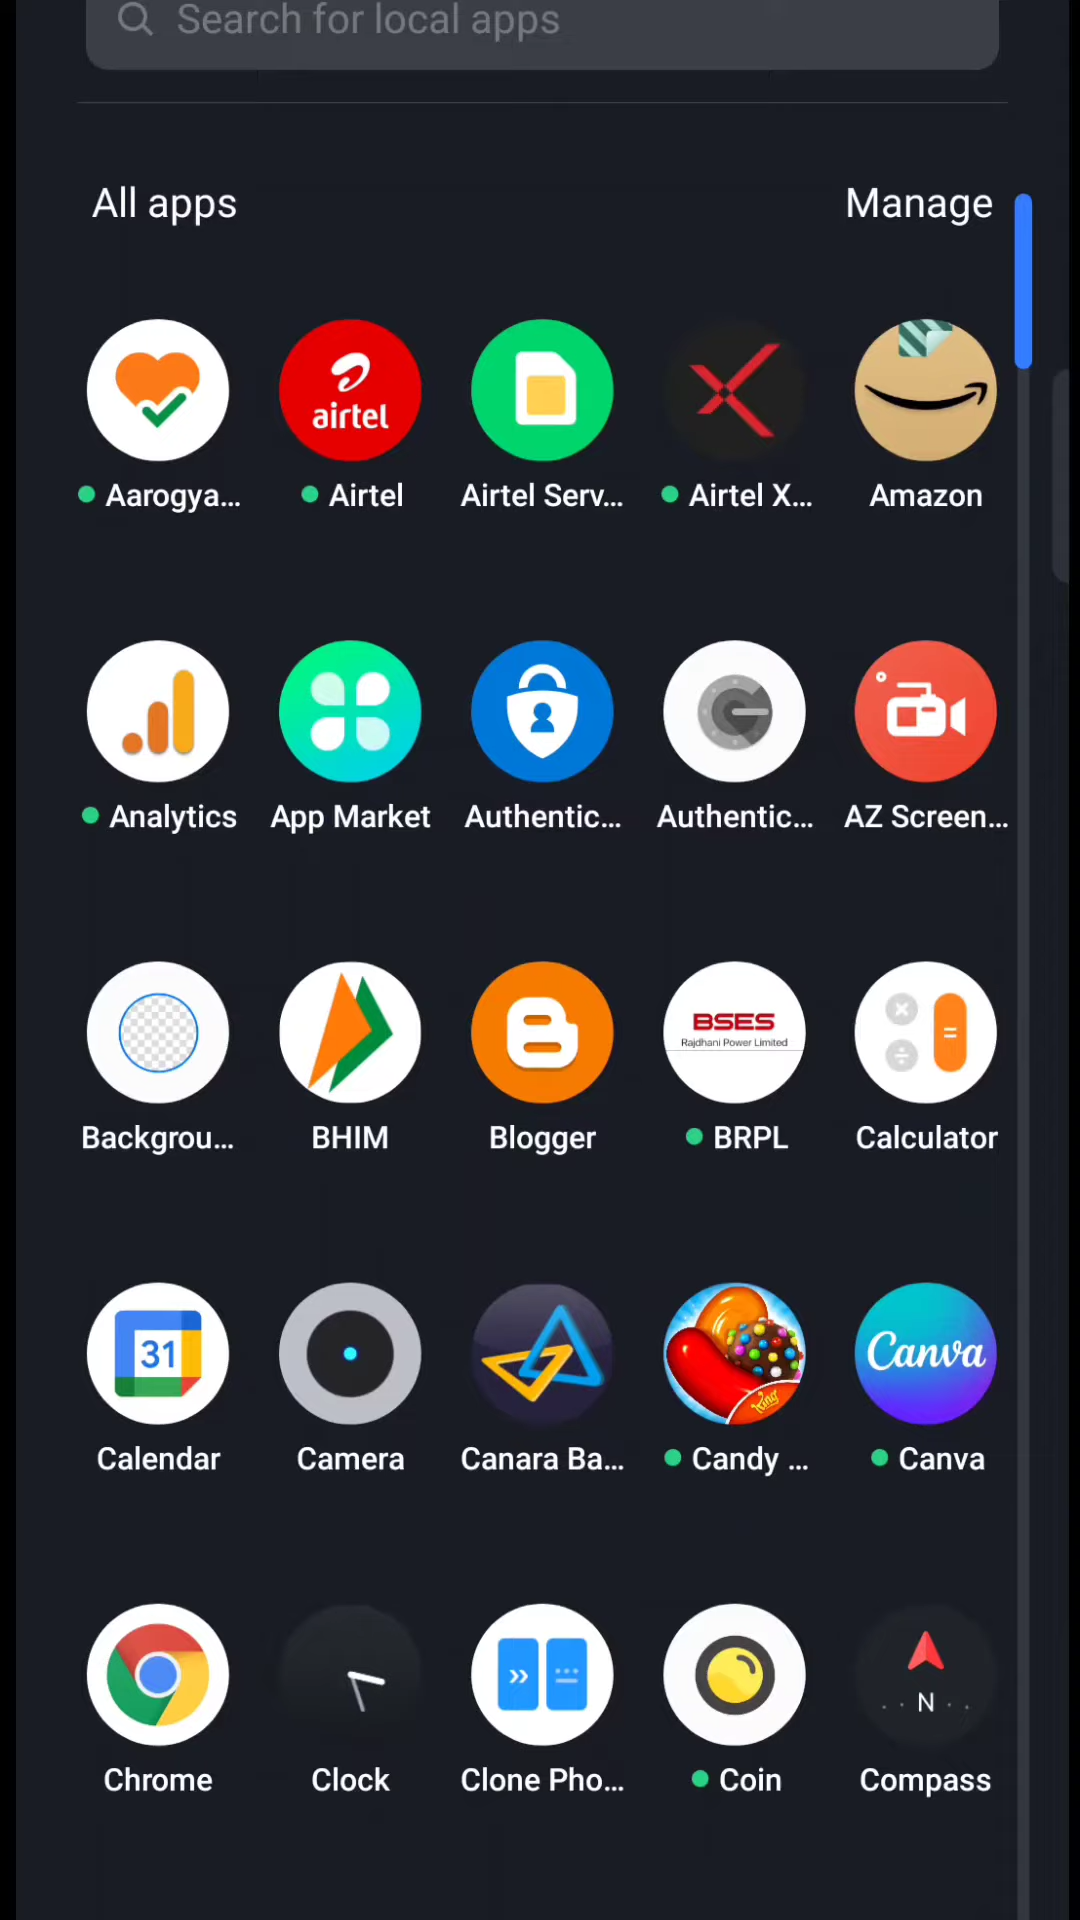 Search for local apps
All apps
Manage
airtel
Aarogya...
Airtel
Airtel Serv...
Airtel X...
Amazon
Analytics
App Market
Authentic...
Authentic...
AZ Screen...
BSES
Rajdhani Power Limited
Backgrou...
BHIM
Blogger
BRPL
Calculator
31
King
Canva
Calendar
Camera
Canara Ba...
Candy ...
Canva
N
Chrome
Clock
Clone Pho...
Coin
Compass